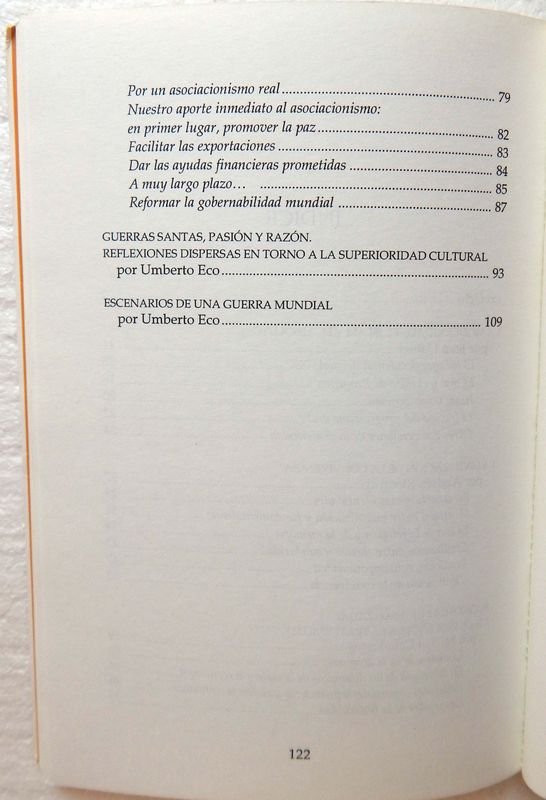 Por un asociacionismo real ........................................................ 79
Nuestro aporte inmediato al asociacionismo:
en primer lugar, promover la paz ............................................... 82
Facilitar las exportaciones ......................................................... 83
Dar las ayudas financieras prometidas ....................................... 84
A muy largo plazo… ............................................................. 85
Reformar la gobernabilidad mundial ......................................... 87
GUERRAS SANTAS, PASIÓN Y RAZÓN.
REFLEXIONES DISPERSAS EN TORNO A LA SUPERIORIDAD CULTURAL
por Umberto Eco ...................................................................... 93
ESCENARIOS DE UNA GUERRA MUNDIAL
por Umberto Eco .................................................................... 109
122